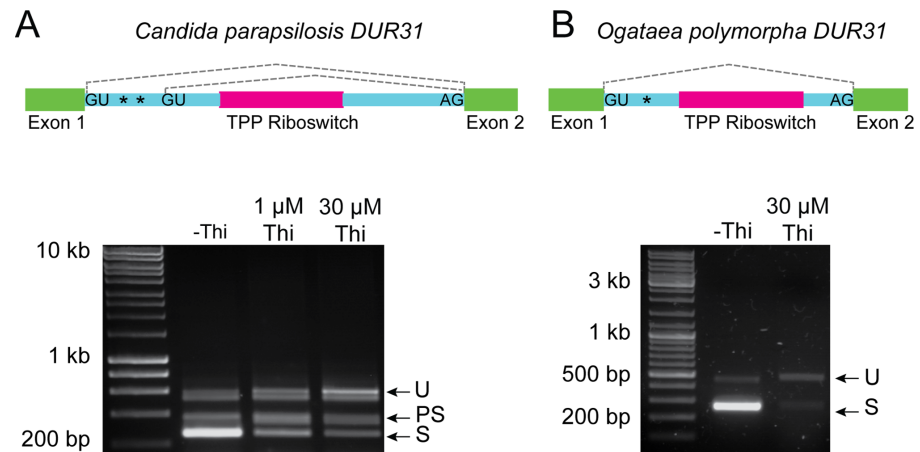 A
Candida parapsilosis DUR31
GU * * GU AG
Exon 1 TPP Riboswitch Exon 2
-Thi 1 µM Thi 30 µM Thi
10 kb
1 kb
200 bp
U
PS
S
B
Ogataea polymorpha DUR31
GU * AG
Exon 1 TPP Riboswitch Exon 2
-Thi 30 µM Thi
3 kb
1 kb
500 bp
200 bp
U
S